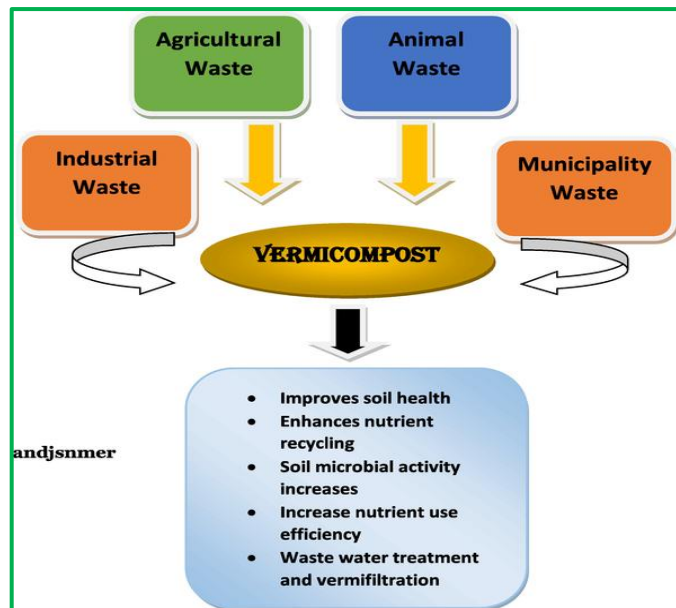 Agricultural
Waste
Animal
Waste
Industrial
Waste
Municipality
Waste
VERMICOMPOST
• Improves soil health
• Enhances nutrient
recycling
• Soil microbial activity
increases
• Increase nutrient use
efficiency
• Waste water treatment
and vermifiltration
andjsnmer